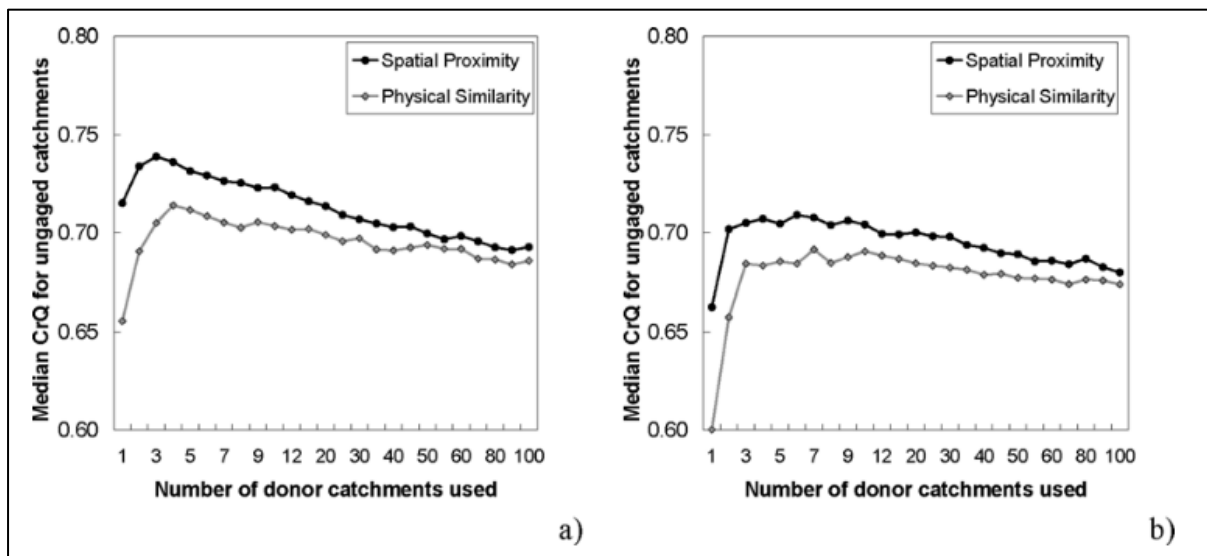 0.80
0.75
0.70
0.65
0.60
Median CrQ for ungaged catchments
Spatial Proximity
Physical Similarity
1 3 5 7 9 12 20 30 40 50 60 80 100
Number of donor catchments used
a)
0.80
0.75
0.70
0.65
0.60
Median CrQ for ungaged catchments
Spatial Proximity
Physical Similarity
1 3 5 7 9 12 20 30 40 50 60 80 100
Number of donor catchments used
b)